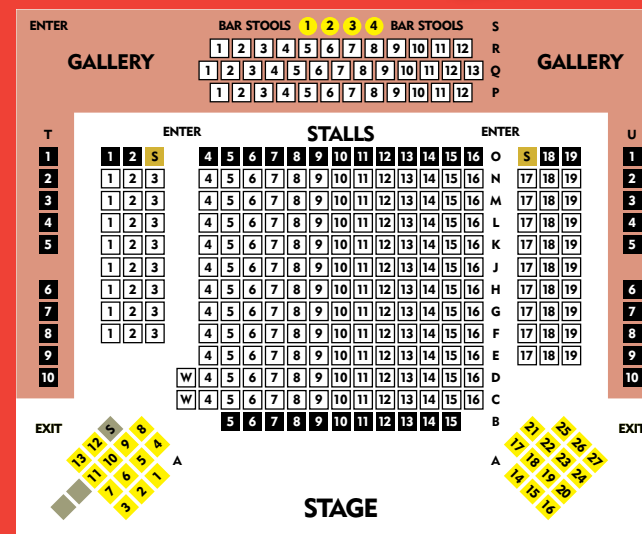 ENTER BAR STOOLS 1 2 3 4 BAR STOOLS S
GALLERY 1 2 3 4 5 6 7 8 9 10 11 12 R GALLERY
1 2 3 4 5 6 7 8 9 10 11 12 13 Q
1 2 3 4 5 6 7 8 9 10 11 12 P
T ENTER STALLS ENTER U
1 1 2 S 4 5 6 7 8 9 10 11 12 13 14 15 16 O S 18 19 1
2 1 2 3 4 5 6 7 8 9 10 11 12 13 14 15 16 N 17 18 19 2
3 1 2 3 4 5 6 7 8 9 10 11 12 13 14 15 16 M 17 18 19 3
4 1 2 3 4 5 6 7 8 9 10 11 12 13 14 15 16 L 17 18 19 4
5 1 2 3 4 5 6 7 8 9 10 11 12 13 14 15 16 K 17 18 19 5
1 2 3 4 5 6 7 8 9 10 11 12 13 14 15 16 J 17 18 19
6 1 2 3 4 5 6 7 8 9 10 11 12 13 14 15 16 H 17 18 19 6
7 1 2 3 4 5 6 7 8 9 10 11 12 13 14 15 16 G 17 18 19 7
8 1 2 3 4 5 6 7 8 9 10 11 12 13 14 15 16 F 17 18 19 8
9 4 5 6 7 8 9 10 11 12 13 14 15 16 E 17 18 19 9
10 W 4 5 6 7 8 9 10 11 12 13 14 15 16 D 10
W 4 5 6 7 8 9 10 11 12 13 14 15 16 C
5 6 7 8 9 10 11 12 13 14 15 B
EXIT
13 12 S
11 10 9 8
7 6 5 4
3 2 1
A
A
25 26 27
21 22 23 24
17 18 19 20
14 15 16
EXIT
STAGE